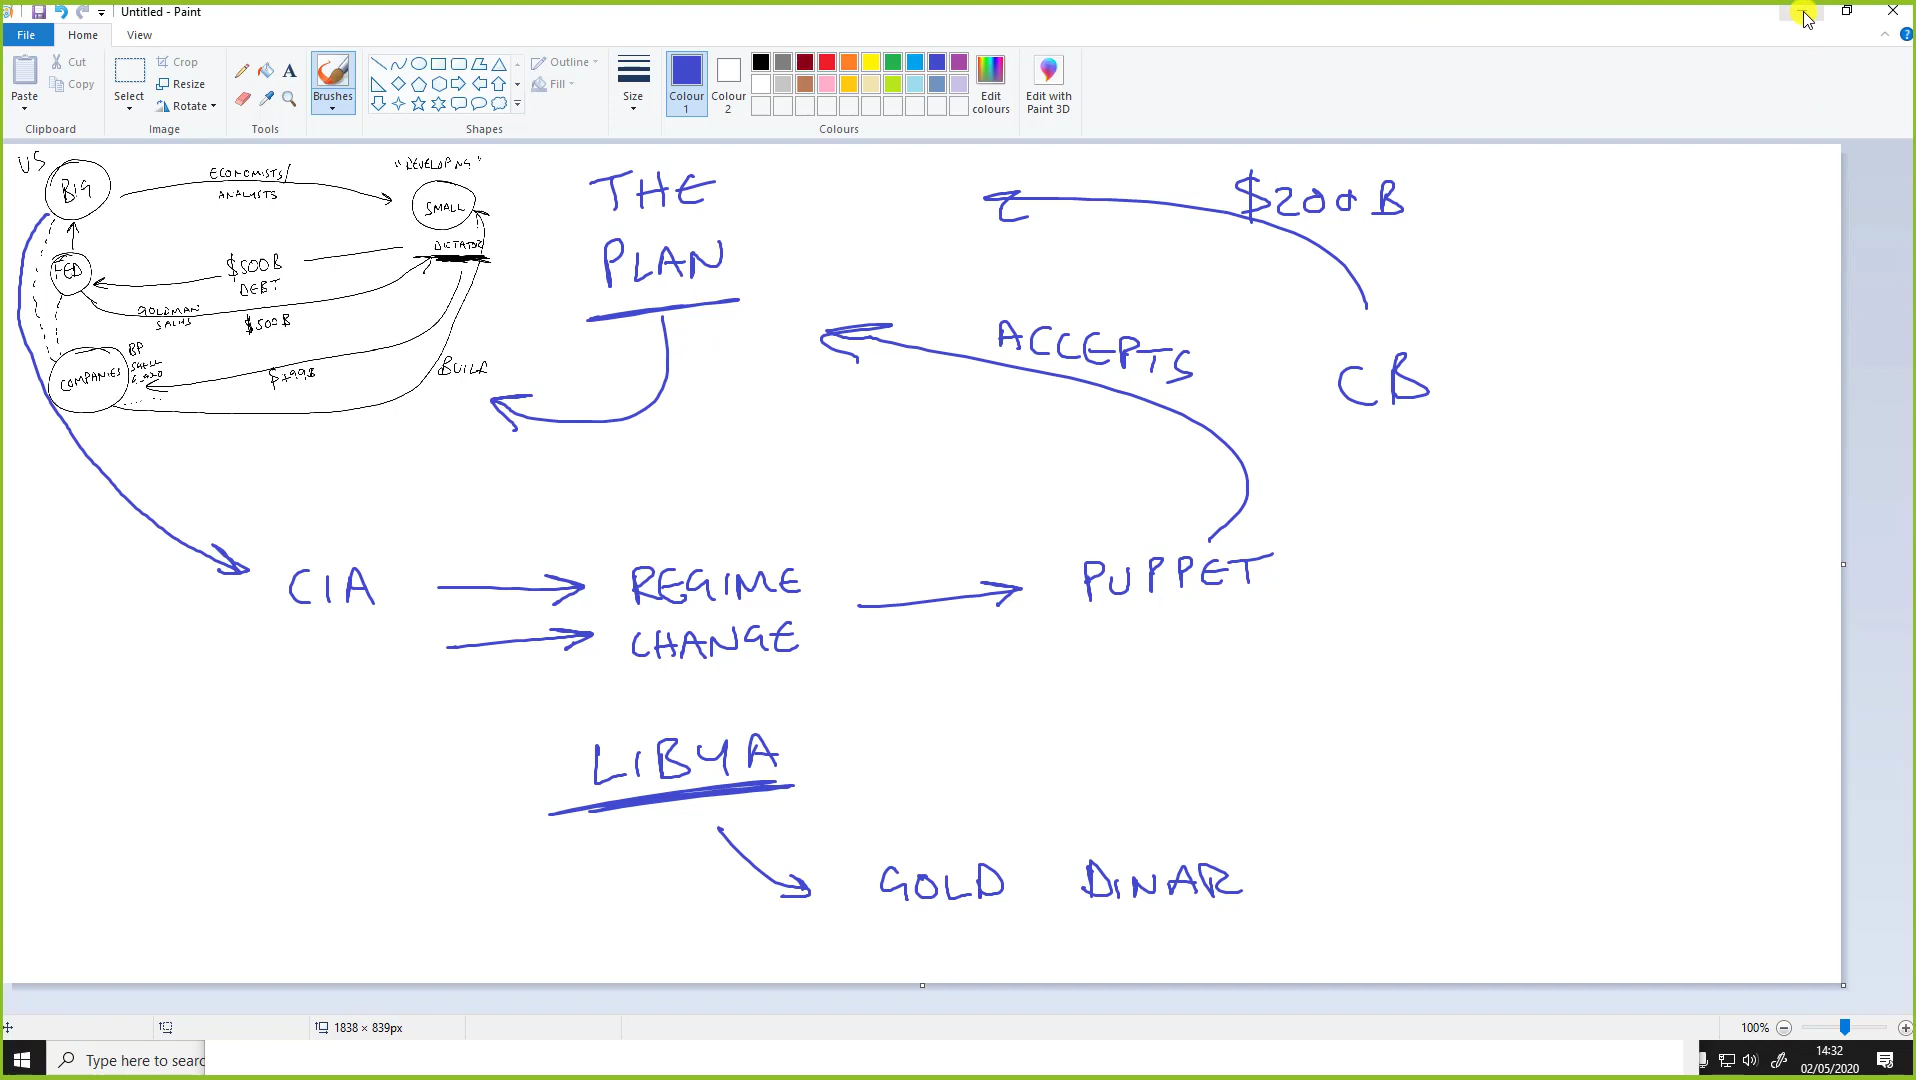 Untitled - Paint
File
Home
View
Paste
Cut
Copy
Clipboard
Select
Crop
Resize
Rotate
Image
A
Tools
Brushes
Outline
Fill
Shapes
Size
Colour 1
Colour 2
Edit colours
Edit with Paint 3D
Colours
US
BIG
ECONOMISTS/
ANALYSTS
"DEVELOPING"
SMALL
DICTATOR
FED
$500B
DEBT
GOLDMAN
SACHS
$500B
COMPANIES
BP
SHELL
$499B
BUILD
THE
PLAN
$200B
ACCEPTS
CB
CIA
REGIME
CHANGE
PUPPET
LIBYA
GOLD DINAR
1838 × 839px
100%
Type here to searc
14:32
02/05/2020